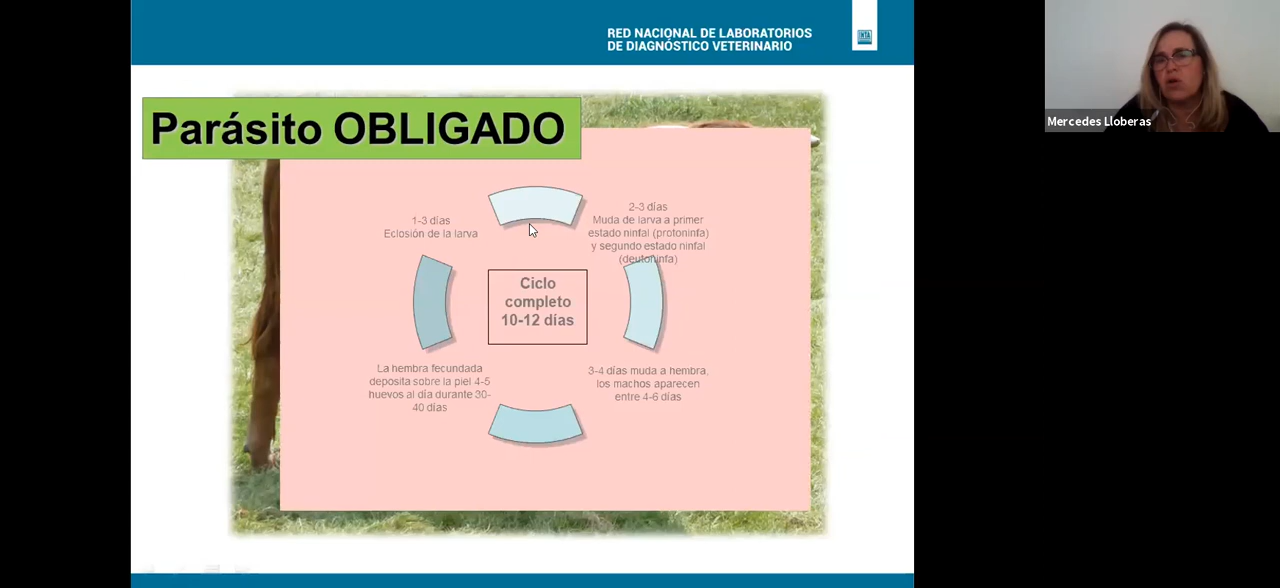 RED NACIONAL DE LABORATORIOS
DE DIAGNÓSTICO VETERINARIO
INTA
Parásito OBLIGADO
1-3 días
Eclosión de la larva
2-3 días
Muda de larva a primer
estado ninfal (protoninfa)
y segundo estado ninfal
(deutoninfa)
Ciclo
completo
10-12 días
La hembra fecundada
deposita sobre la piel 4-5
huevos al día durante 30-
40 días
3-4 días muda a hembra,
los machos aparecen
entre 4-6 días
Mercedes Lloberas